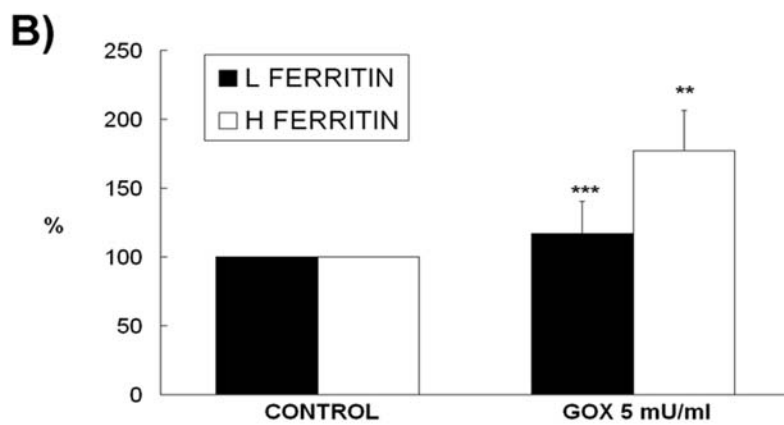 B)
250
200
150
100
50
0
%
L FERRITIN
H FERRITIN
***
**
CONTROL
GOX 5 mU/ml